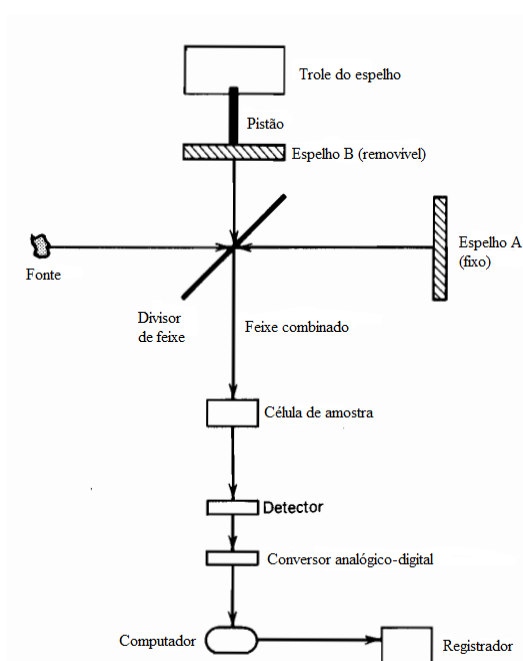 Trole do espelho
Pistão
Espelho B (removivel)
Espelho A
(fixo)
Fonte
Divisor
de feixe
Feixe combinado
Célula de amostra
Detector
Conversor analógico-digital
Computador
Registrador